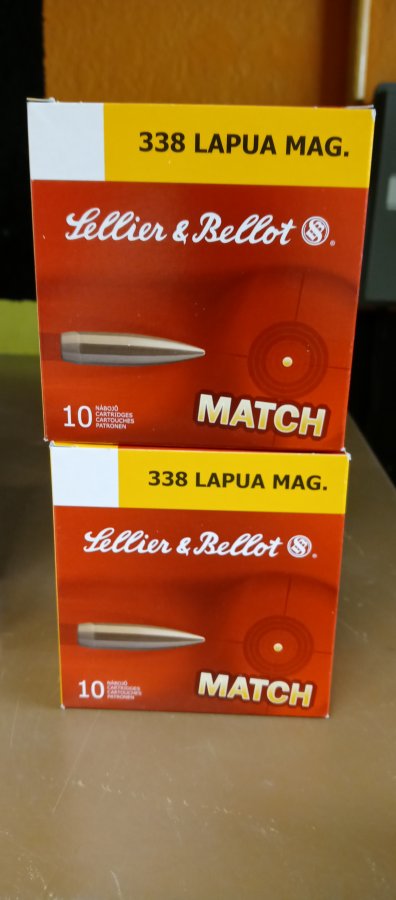 338 LAPUA MAG.
Sellier & Bellot
MATCH
10
NÁBOJŮ
CARTRIDGES
CARTOUCHES
PATRONEN
338 LAPUA MAG.
Sellier & Bellot
MATCH
10
NÁBOJŮ
CARTRIDGES
CARTOUCHES
PATRONEN